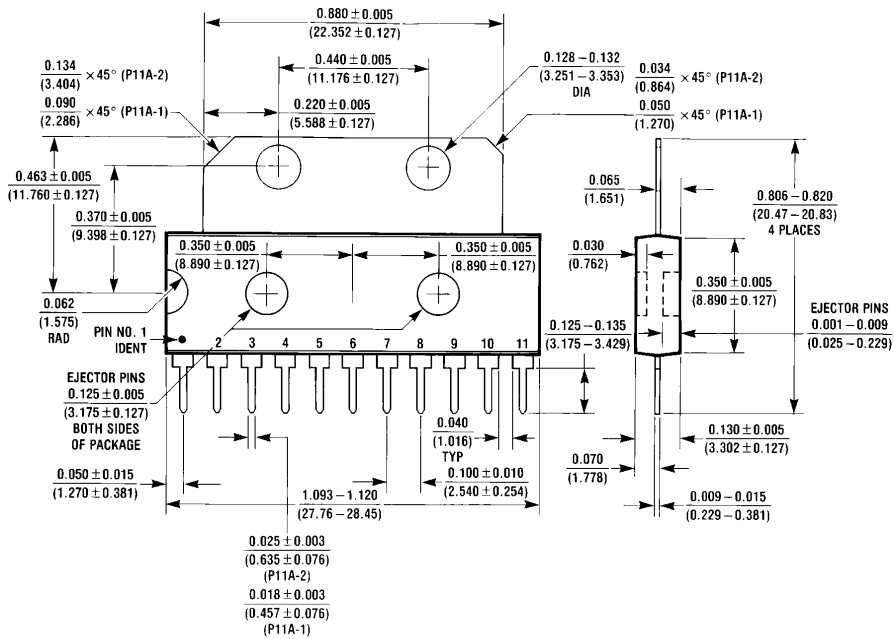 0.880 ± 0.005
(22.352 ± 0.127)
0.440 ± 0.005
(11.176 ± 0.127)
0.220 ± 0.005
(5.588 ± 0.127)
0.134
(3.404) × 45° (P11A-2)
0.090
(2.286) × 45° (P11A-1)
0.128 – 0.132
(3.251 – 3.353)
DIA
0.034
(0.864) × 45° (P11A-2)
0.050
(1.270) × 45° (P11A-1)
0.463 ± 0.005
(11.760 ± 0.127)
0.370 ± 0.005
(9.398 ± 0.127)
0.065
(1.651)
0.806 – 0.820
(20.47 – 20.83)
4 PLACES
0.350 ± 0.005
(8.890 ± 0.127)
0.350 ± 0.005
(8.890 ± 0.127)
0.030
(0.762)
0.350 ± 0.005
(8.890 ± 0.127)
0.062
(1.575)
RAD
PIN NO. 1
IDENT
2 3 4 5 6 7 8 9 10 11
0.125 – 0.135
(3.175 – 3.429)
EJECTOR PINS
0.001 – 0.009
(0.025 – 0.229)
EJECTOR PINS
0.125 ± 0.005
(3.175 ± 0.127)
BOTH SIDES
OF PACKAGE
0.040
(1.016)
TYP
0.130 ± 0.005
(3.302 ± 0.127)
0.070
(1.778)
0.050 ± 0.015
(1.270 ± 0.381)
0.100 ± 0.010
(2.540 ± 0.254)
1.093 – 1.120
(27.76 – 28.45)
0.009 – 0.015
(0.229 – 0.381)
0.025 ± 0.003
(0.635 ± 0.076)
(P11A-2)
0.018 ± 0.003
(0.457 ± 0.076)
(P11A-1)